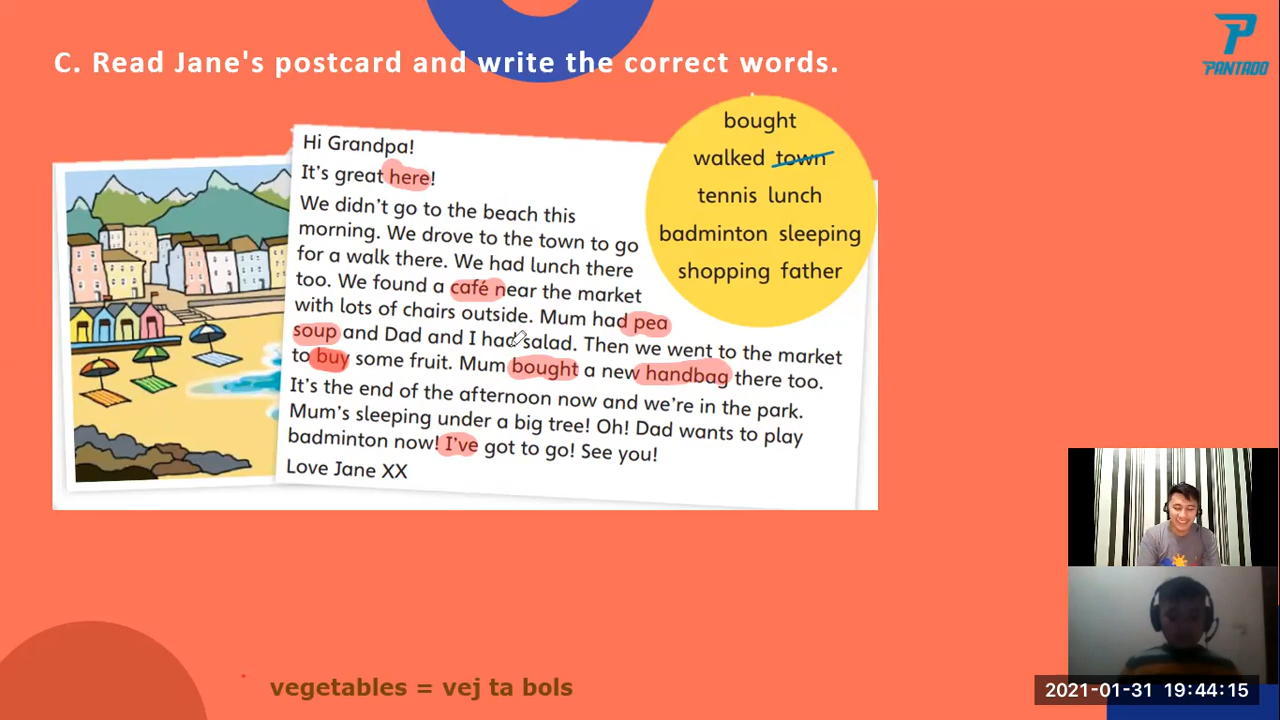 C. Read Jane's postcard and write the correct words.
PANTADO
bought
walked town
tennis lunch
badminton sleeping
shopping father
Hi Grandpa!
It's great here!
We didn't go to the beach this
morning. We drove to the town to go
for a walk there. We had lunch there
too. We found a café near the market
with lots of chairs outside. Mum had pea
soup and Dad and I had salad. Then we went to the market
to buy some fruit. Mum bought a new handbag there too.
It's the end of the afternoon now and we're in the park.
Mum's sleeping under a big tree! Oh! Dad wants to play
badminton now! I've got to go! See you!
Love Jane XX
vegetables = vej ta bols
2021-01-31 19:44:15